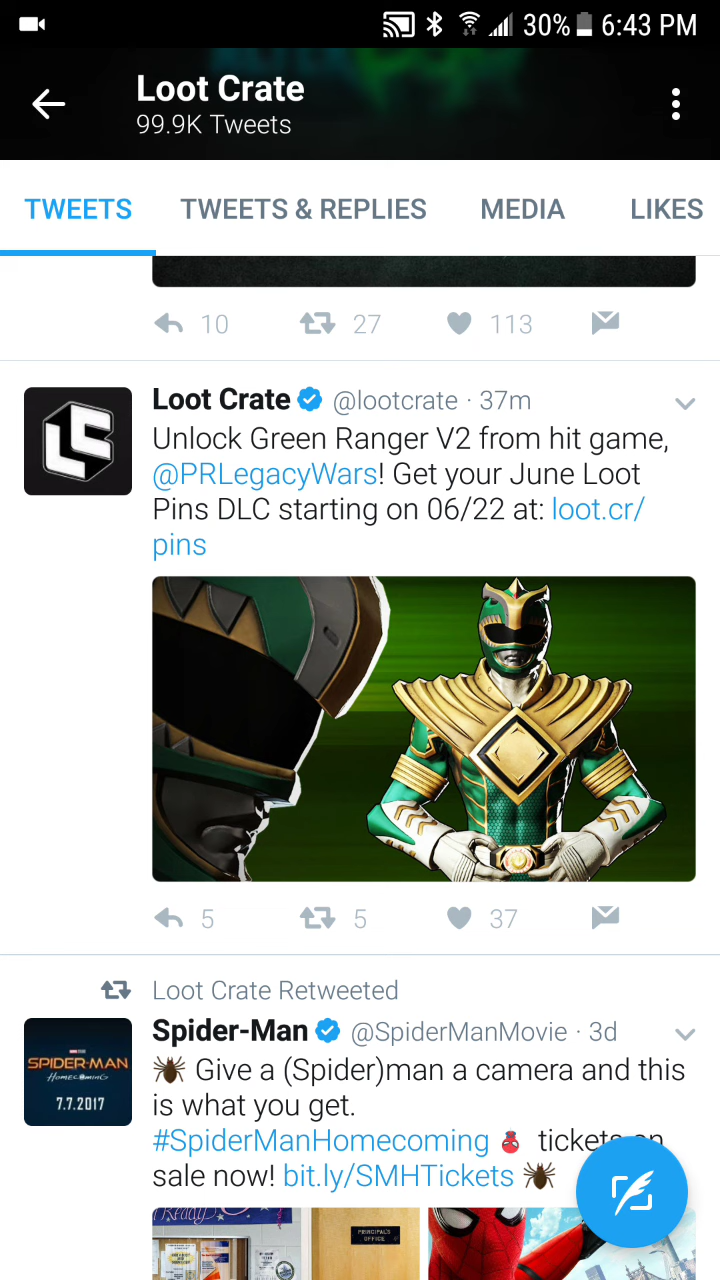 30% 6:43 PM
Loot Crate
99.9K Tweets
TWEETS TWEETS & REPLIES MEDIA LIKES
10 27 113
Loot Crate @lootcrate · 37m
Unlock Green Ranger V2 from hit game,
@PRLegacyWars! Get your June Loot
Pins DLC starting on 06/22 at: loot.cr/
pins
5 5 37
Loot Crate Retweeted
Spider-Man @SpiderManMovie · 3d
SPIDER-MAN
HOMECOMING
7.7.2017
🕷 Give a (Spider)man a camera and this
is what you get.
#SpiderManHomecoming tickets on
sale now! bit.ly/SMHTickets 🕷
Ready
PRINCIPAL'S
OFFICE